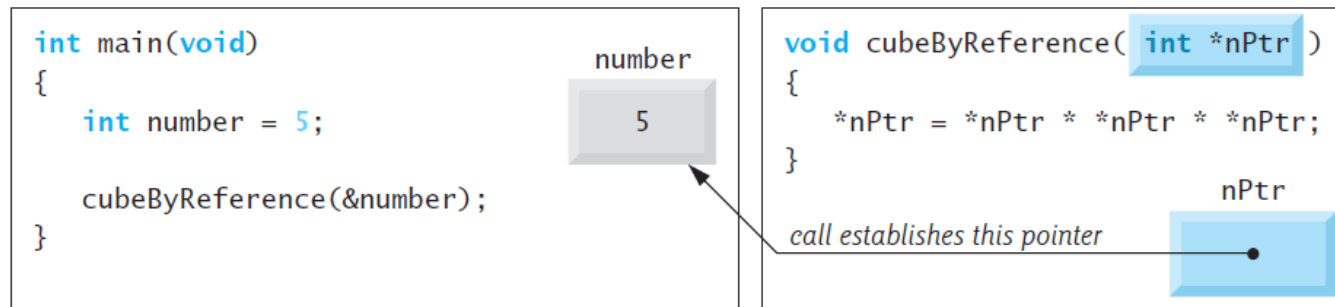 int main(void)
{
int number = 5;
cubeByReference(&number);
}
number
5
void cubeByReference( int *nPtr )
{
*nPtr = *nPtr * *nPtr * *nPtr;
}
nPtr
call establishes this pointer